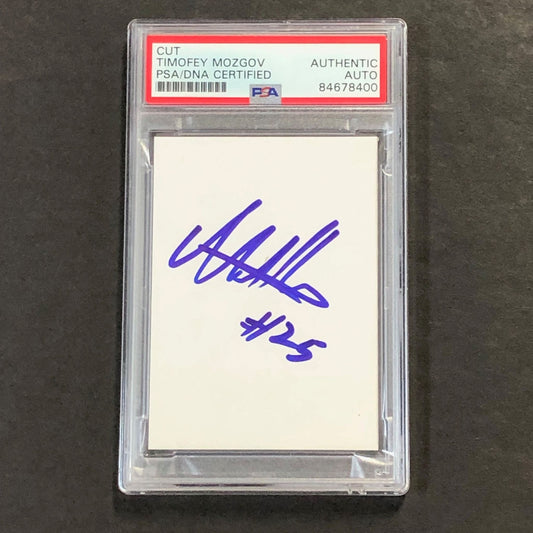 CUT
TIMOFEY MOZGOV
PSA/DNA CERTIFIED
AUTHENTIC
AUTO
84678400
PSA
#25